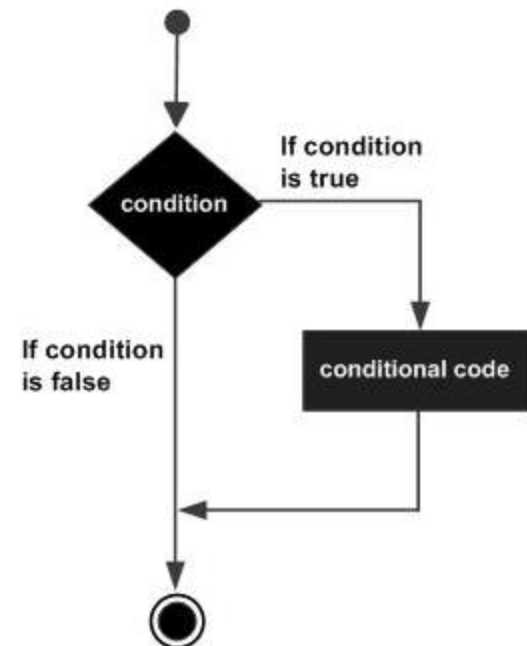 If condition
is true
condition
If condition
is false
conditional code